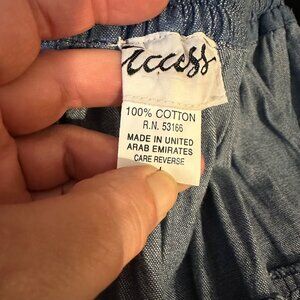 100% COTTON
R.N. 53166
MADE IN UNITED
ARAB EMIRATES
CARE REVERSE